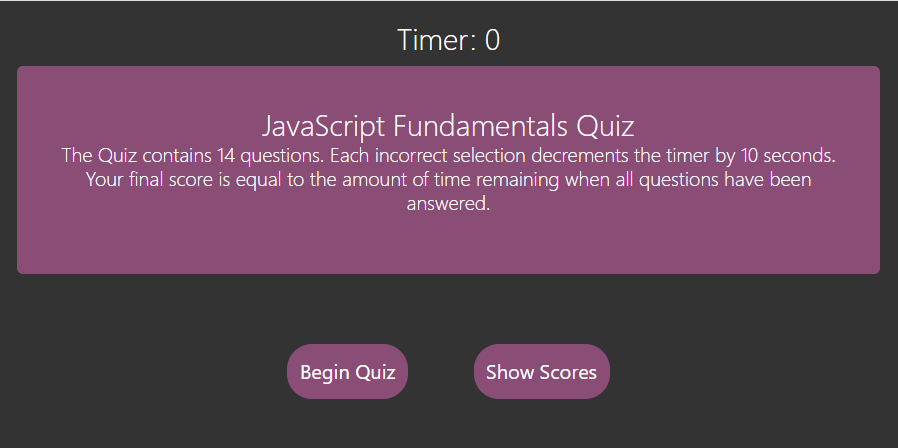 Timer: 0
JavaScript Fundamentals Quiz
The Quiz contains 14 questions. Each incorrect selection decrements the timer by 10 seconds.
Your final score is equal to the amount of time remaining when all questions have been
answered.
Begin Quiz
Show Scores